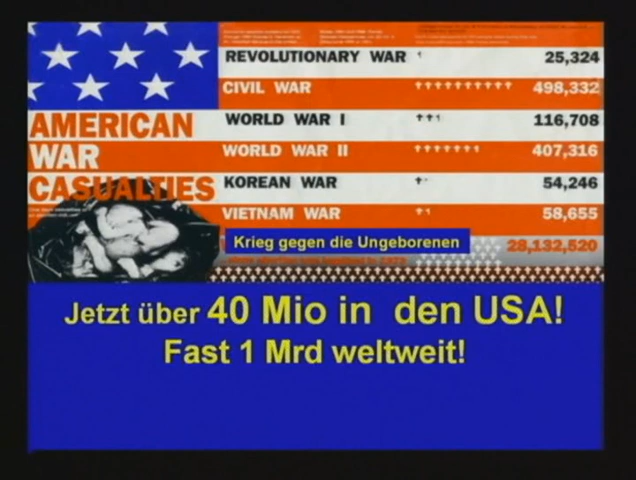 REVOLUTIONARY WAR 25,324
CIVIL WAR 498,332
AMERICAN
WORLD WAR I 116,708
WAR
WORLD WAR II 407,316
CASUALTIES
KOREAN WAR 54,246
VIETNAM WAR 58,655
Krieg gegen die Ungeborenen
28,132,520
Jetzt über 40 Mio in den USA!
Fast 1 Mrd weltweit!